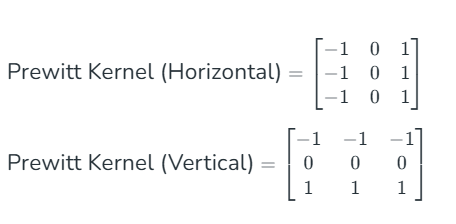 −1 0 1
Prewitt Kernel (Horizontal) = −1 0 1
−1 0 1
−1 −1 −1
Prewitt Kernel (Vertical) = 0 0 0
1 1 1